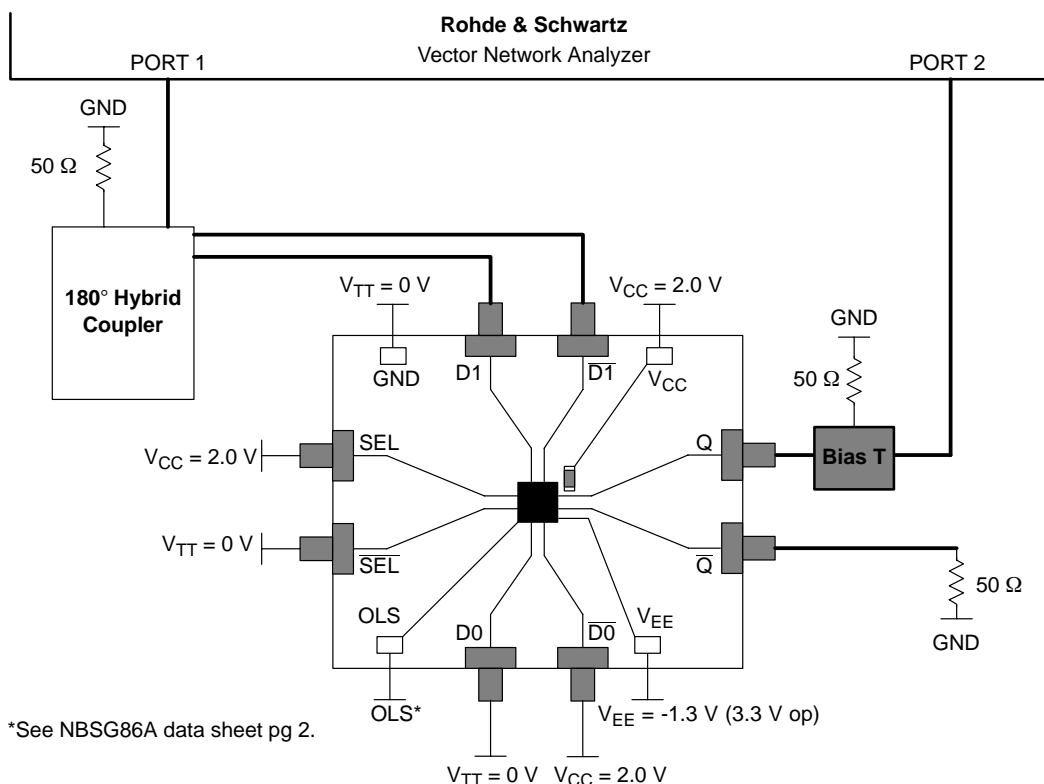 Rohde & Schwartz
Vector Network Analyzer
PORT 1
PORT 2
GND
50 Ω
180° Hybrid
Coupler
V_TT = 0 V
V_CC = 2.0 V
GND
D1
D1̅
V_CC
GND
50 Ω
V_CC = 2.0 V
SEL
Q
Bias T
V_TT = 0 V
S̅E̅L̅
Q̅
50 Ω
GND
OLS
D0
D̅0̅
V_EE
OLS*
V_EE = -1.3 V (3.3 V op)
*See NBSG86A data sheet pg 2.
V_TT = 0 V
V_CC = 2.0 V